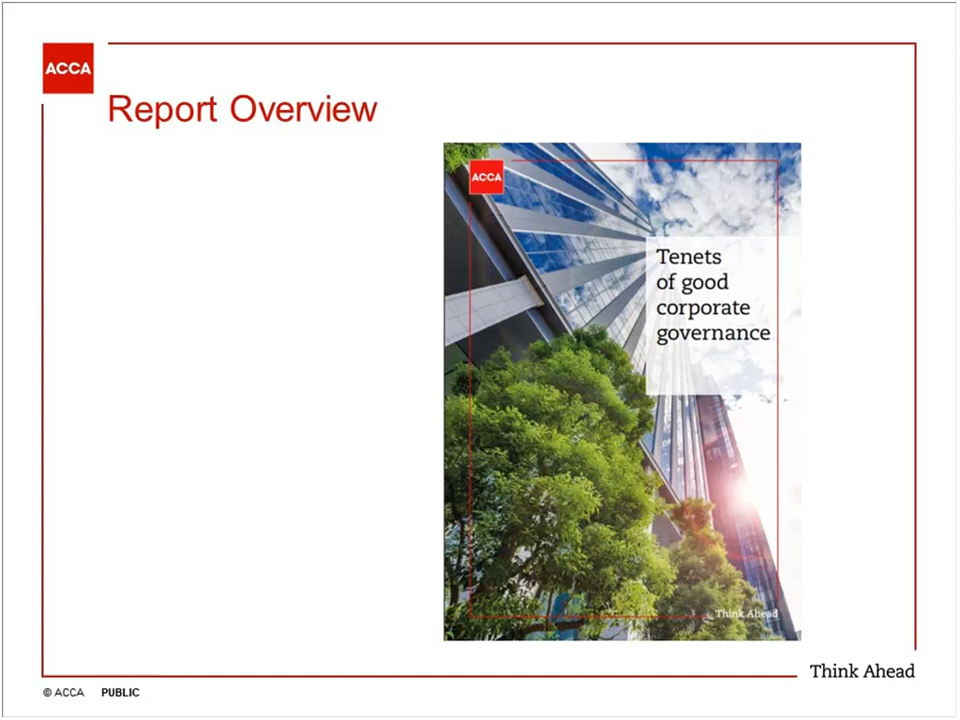 ACCA
Report Overview
ACCA
Tenets
of good
corporate
governance
Think Ahead
Think Ahead
© ACCA PUBLIC